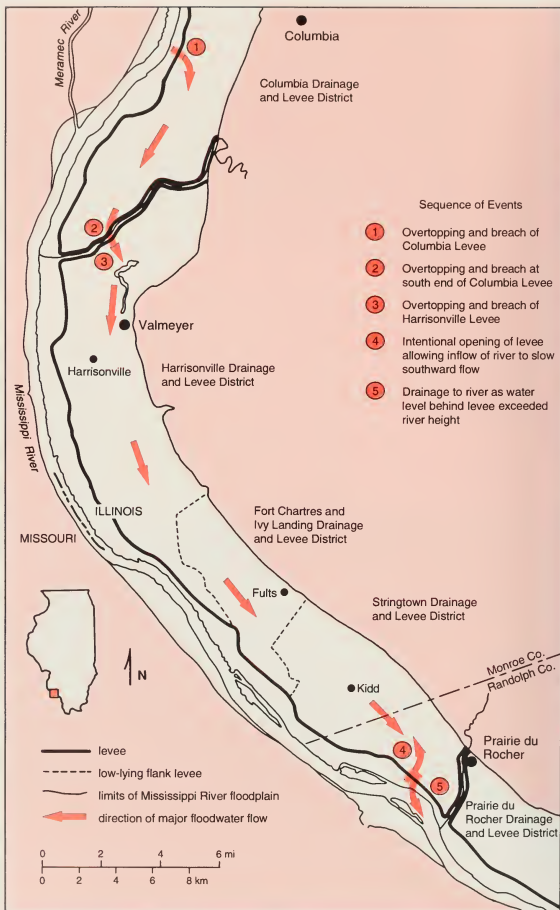 Meramec River
Columbia
1
Columbia Drainage
and Levee District
Sequence of Events
1 Overtopping and breach of
Columbia Levee
2 Overtopping and breach at
south end of Columbia Levee
3 Overtopping and breach of
Harrisonville Levee
4 Intentional opening of levee
allowing inflow of river to slow
southward flow
5 Drainage to river as water
level behind levee exceeded
river height
2
3
Valmeyer
Harrisonville
Harrisonville Drainage
and Levee District
Mississippi River
ILLINOIS
MISSOURI
Fort Chartres and
Ivy Landing Drainage
and Levee District
Fults
Stringtown Drainage
and Levee District
Monroe Co.
Randolph Co.
N
Kidd
4
5
Prairie du
Rocher
Prairie du
Rocher Drainage
and Levee District
levee
low-lying flank levee
limits of Mississippi River floodplain
direction of major floodwater flow
0 2 4 6 mi
0 2 4 6 8 km